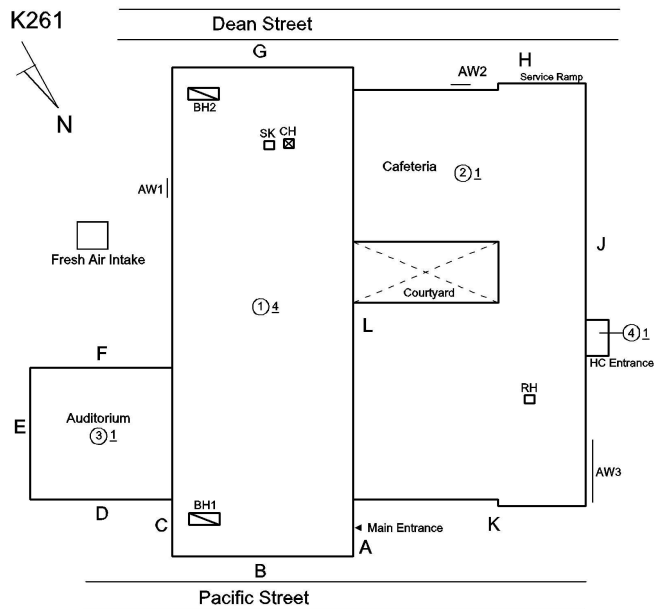 K261
Dean Street
N
G
H
AW2
Service Ramp
BH2
SK CH
Cafeteria
2 1
AW1
Fresh Air Intake
J
Courtyard
1 4
L
4 1
HC Entrance
F
RH
E
Auditorium
3 1
AW3
D
C
BH1
Main Entrance
K
A
B
Pacific Street